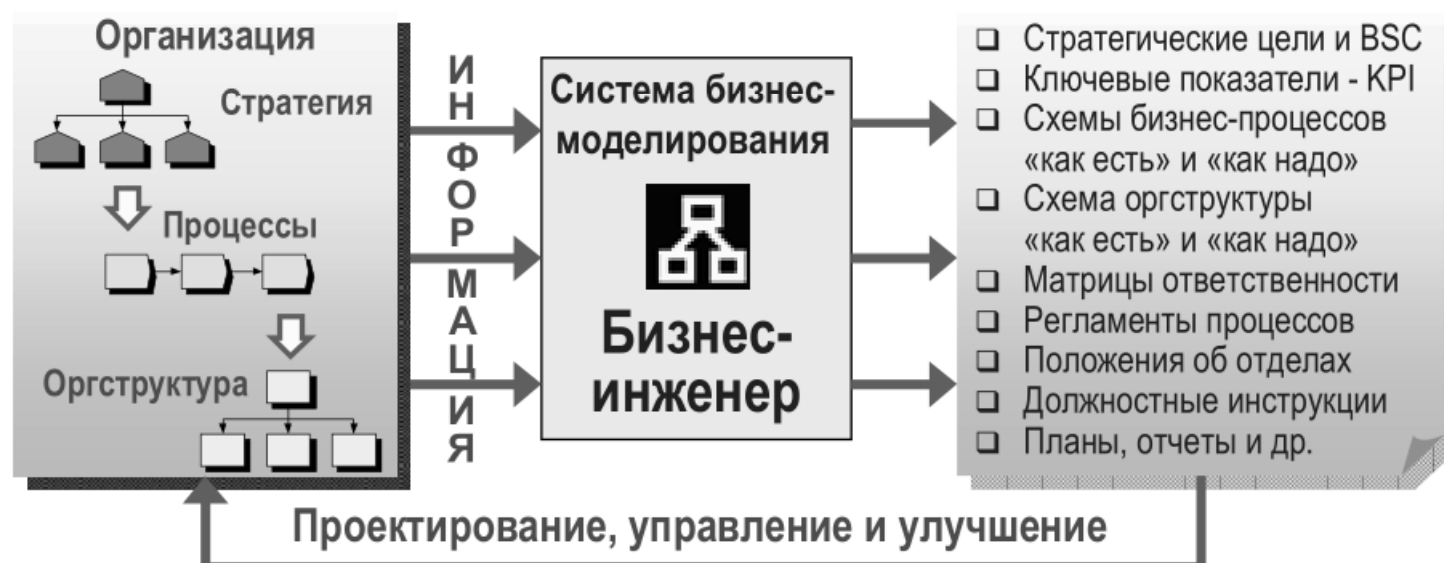 Организация
Стратегия
Процессы
Оргструктура
ИНФОРМАЦИЯ
Система бизнес-
моделирования
Бизнес-
инженер
Стратегические цели и BSC
Ключевые показатели - KPI
Схемы бизнес-процессов
«как есть» и «как надо»
Схема оргструктуры
«как есть» и «как надо»
Матрицы ответственности
Регламенты процессов
Положения об отделах
Должностные инструкции
Планы, отчеты и др.
Проектирование, управление и улучшение